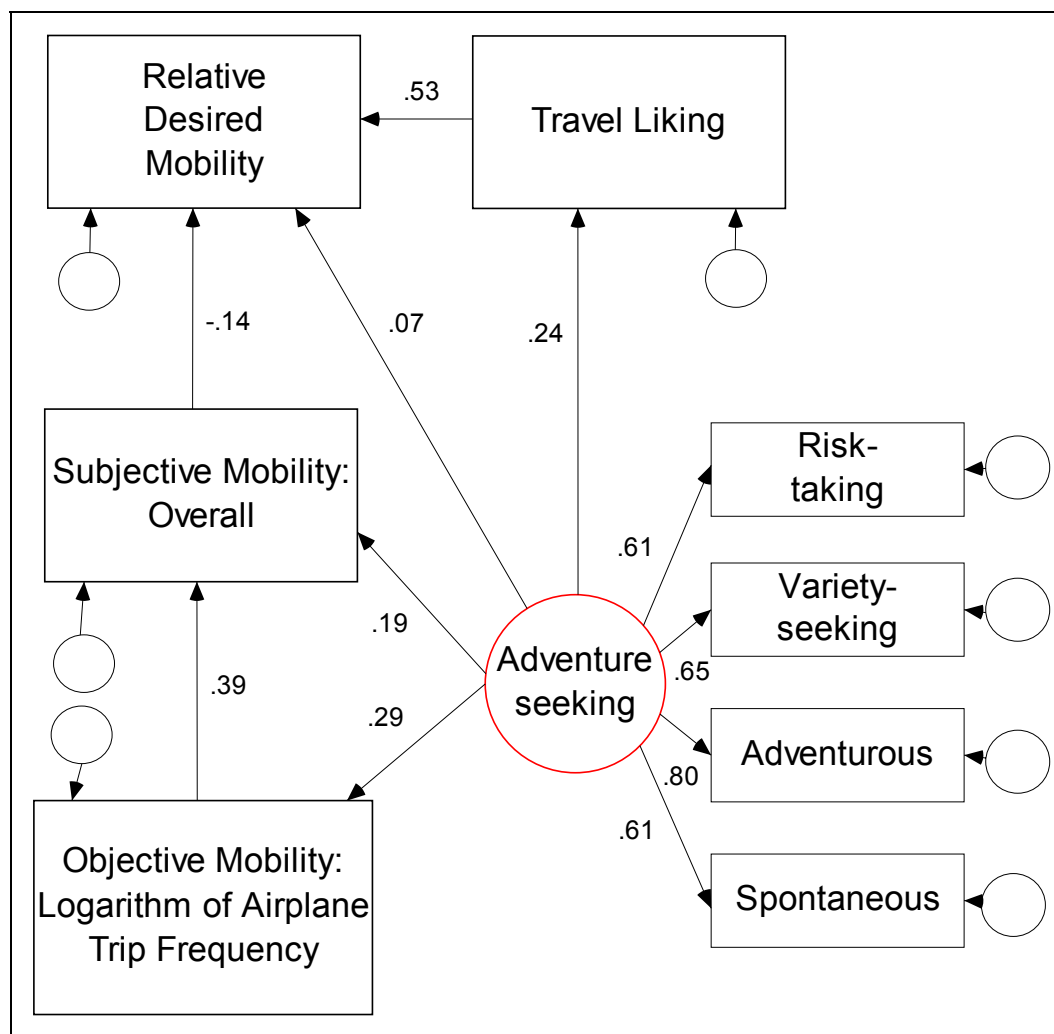 Relative
Desired
Mobility
.53
Travel Liking
-.14
.07
.24
Subjective Mobility:
Overall
Risk-
taking
.61
Variety-
seeking
.19
.65
Adventure
seeking
.39
.29
Adventurous
.80
.61
Objective Mobility:
Logarithm of Airplane
Trip Frequency
Spontaneous